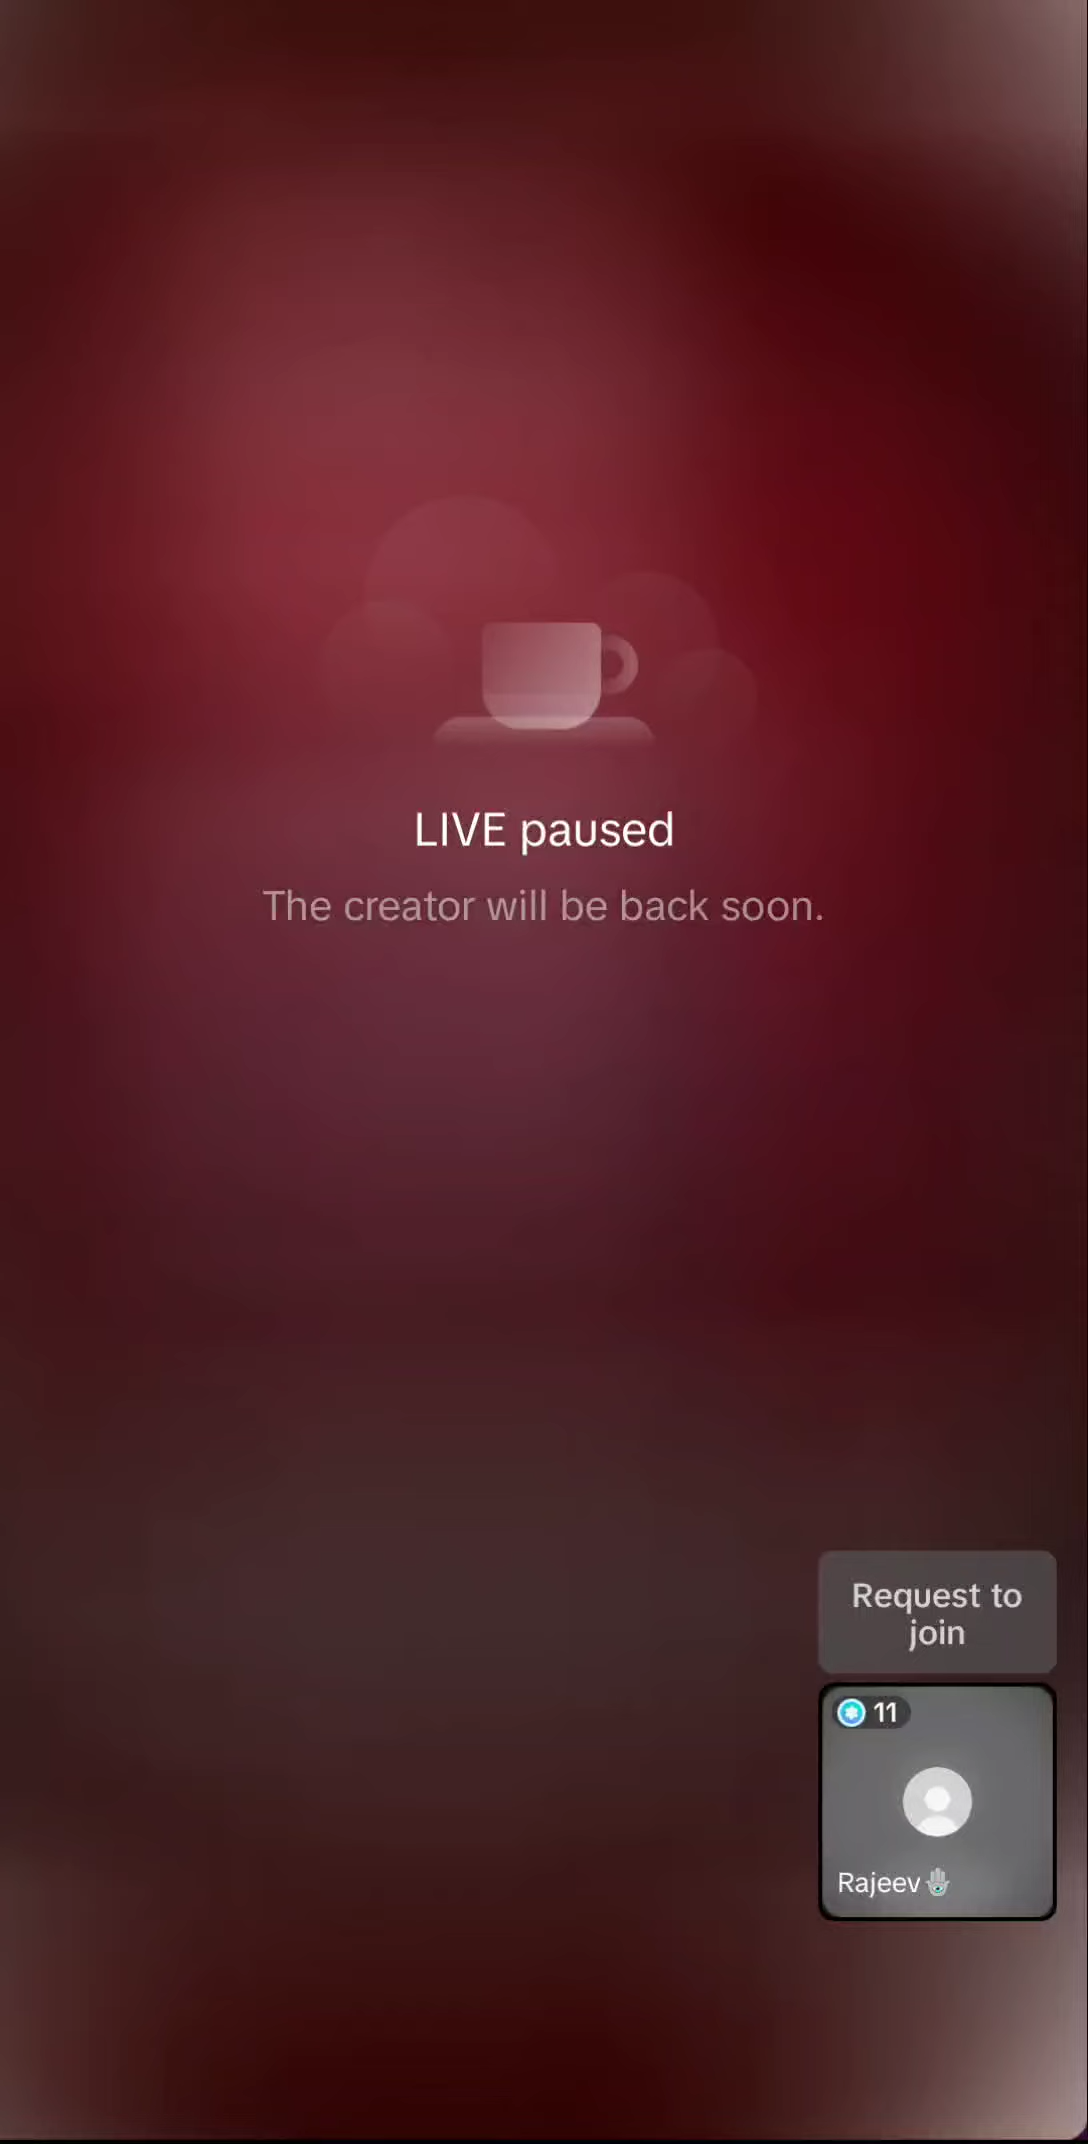 LIVE paused
The creator will be back soon.
Request to
join
11
Rajeev🪬